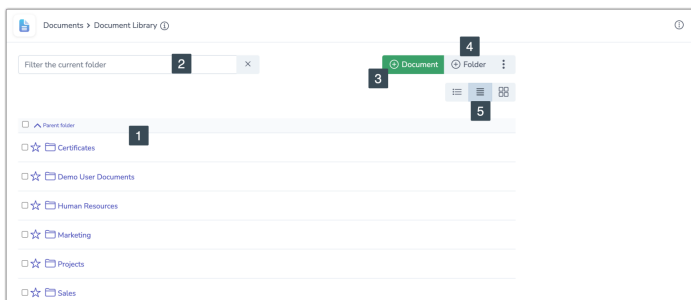 Documents > Document Library
4
Filter the current folder 2 ×
Document Folder
3
5
Parent folder
1
Certificates
Demo User Documents
Human Resources
Marketing
Projects
Sales